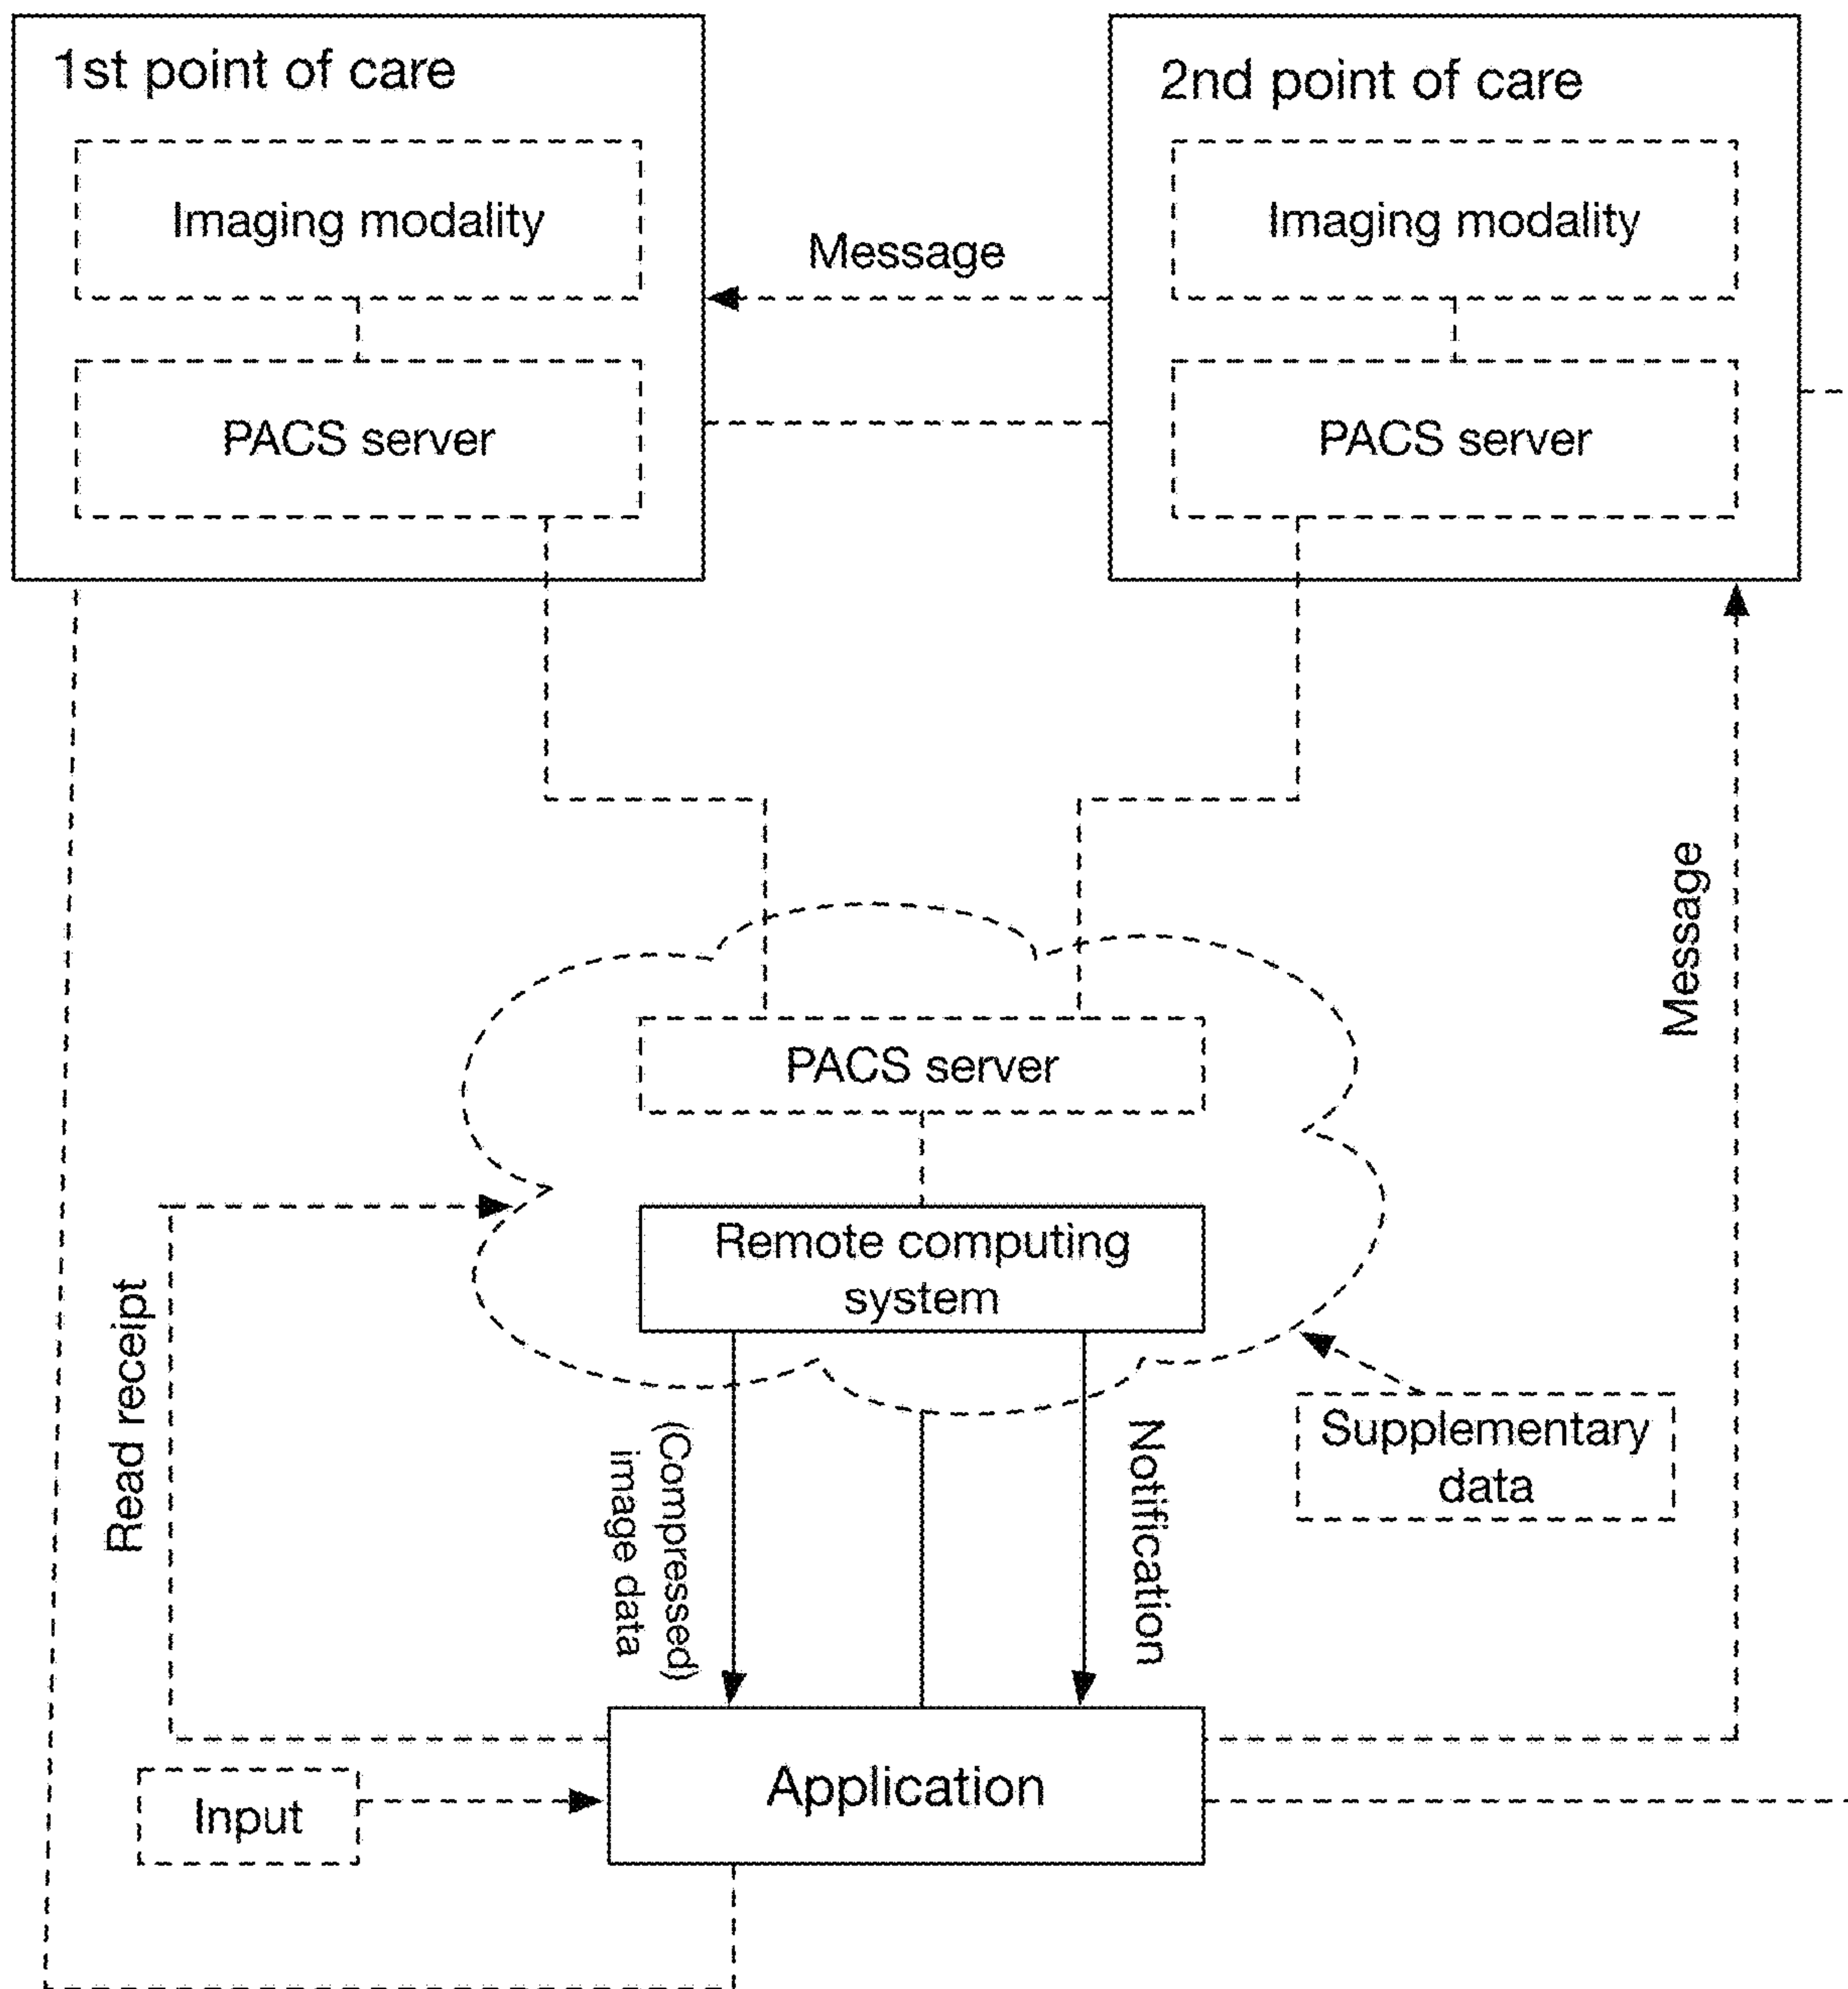 1st point of care
2nd point of care
Imaging modality
Imaging modality
Message
PACS server
PACS server
Message
PACS server
Remote computing
system
Read receipt
(Compressed)
image data
Notification
Supplementary
data
Application
Input